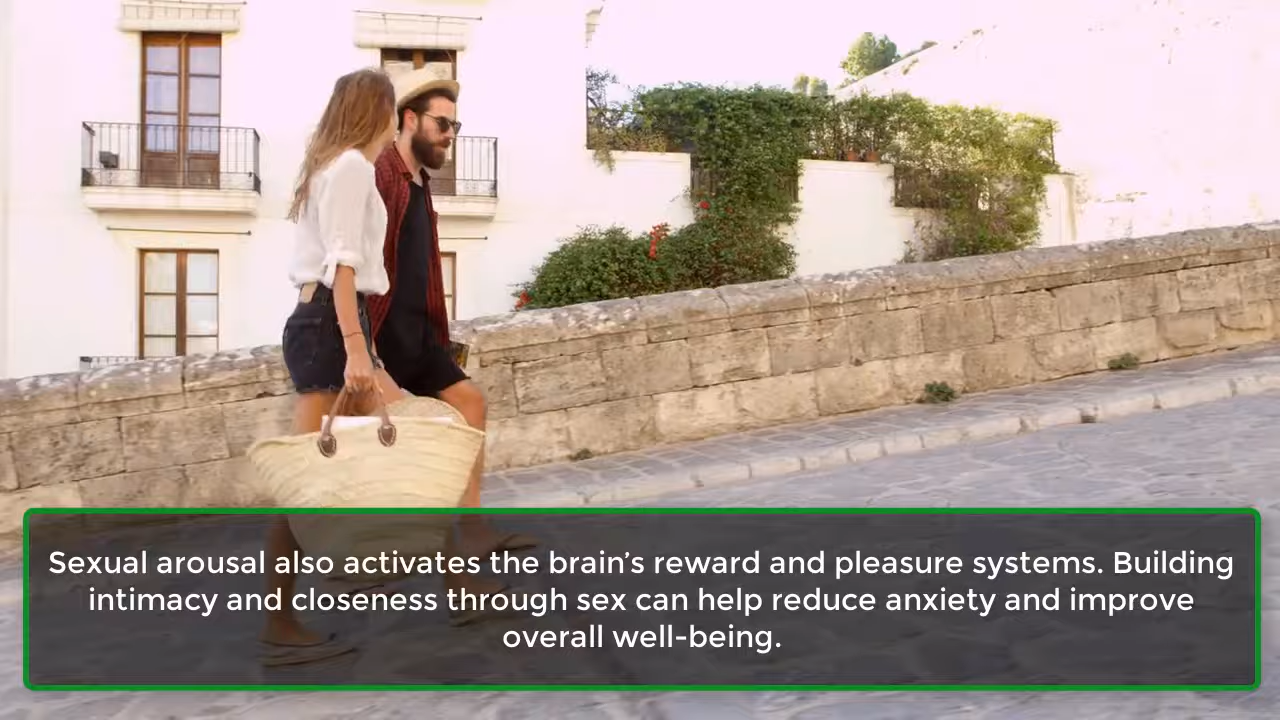 Sexual arousal also activates the brain’s reward and pleasure systems. Building
intimacy and closeness through sex can help reduce anxiety and improve
overall well-being.